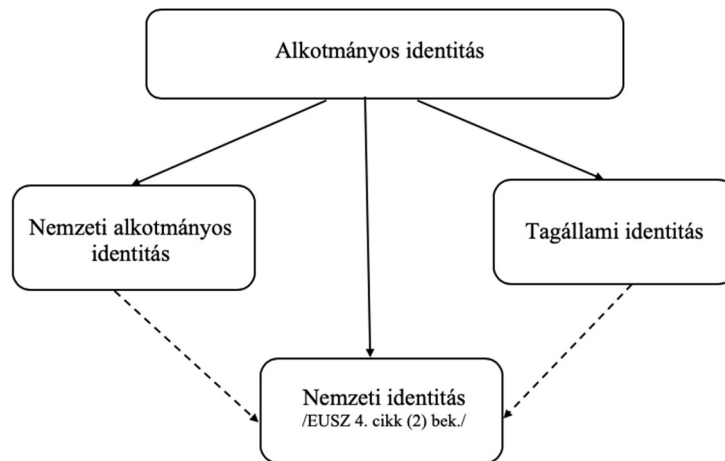 Alkotmányos identitás
Nemzeti alkotmányos
identitás
Tagállami identitás
Nemzeti identitás
/EUSZ 4. cikk (2) bek./